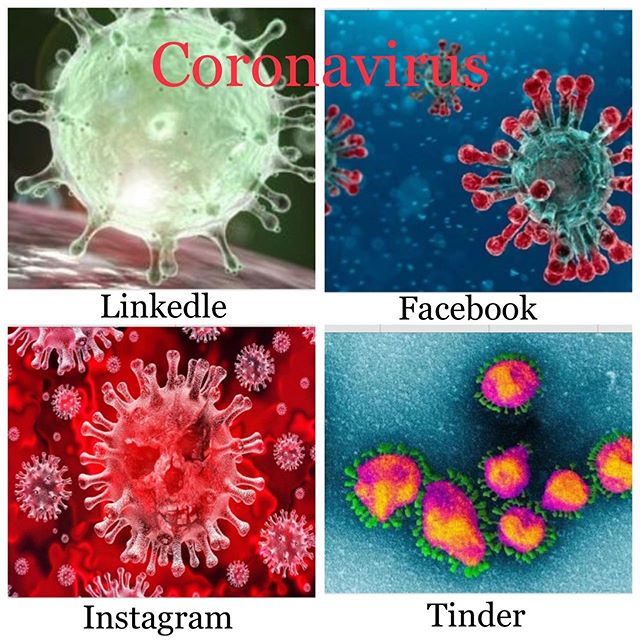 Coronavirus
Linkedle
Facebook
Instagram
Tinder